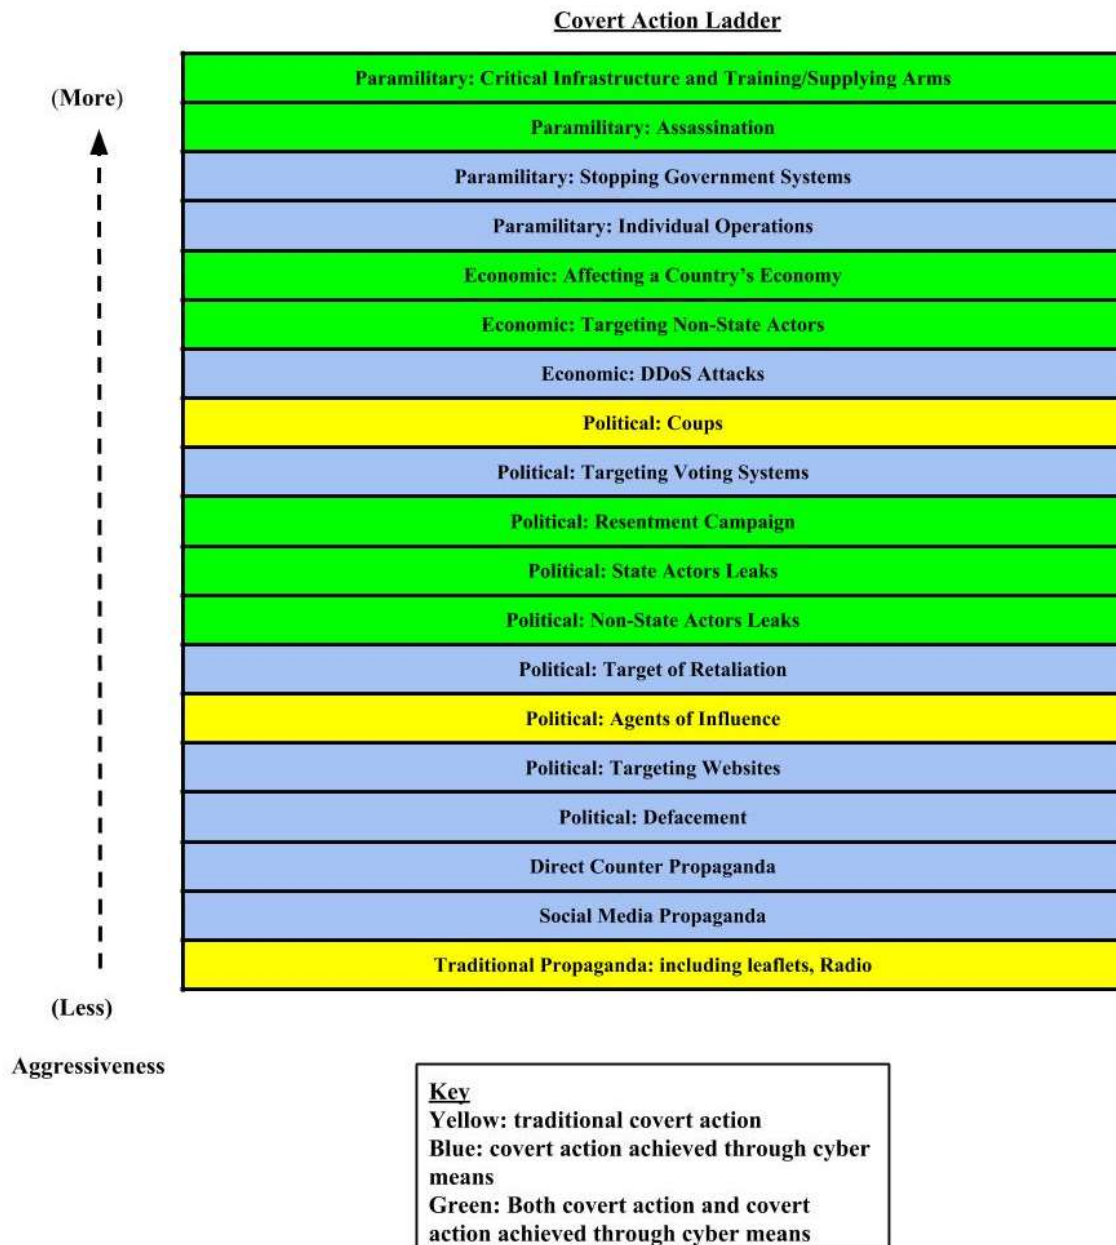 Covert Action Ladder
(More)
Paramilitary: Critical Infrastructure and Training/Supplying Arms
Paramilitary: Assassination
Paramilitary: Stopping Government Systems
Paramilitary: Individual Operations
Economic: Affecting a Country’s Economy
Economic: Targeting Non-State Actors
Economic: DDoS Attacks
Political: Coups
Political: Targeting Voting Systems
Political: Resentment Campaign
Political: State Actors Leaks
Political: Non-State Actors Leaks
Political: Target of Retaliation
Political: Agents of Influence
Political: Targeting Websites
Political: Defacement
Direct Counter Propaganda
Social Media Propaganda
Traditional Propaganda: including leaflets, Radio
(Less)
Aggressiveness
Key
Yellow: traditional covert action
Blue: covert action achieved through cyber
means
Green: Both covert action and covert
action achieved through cyber means